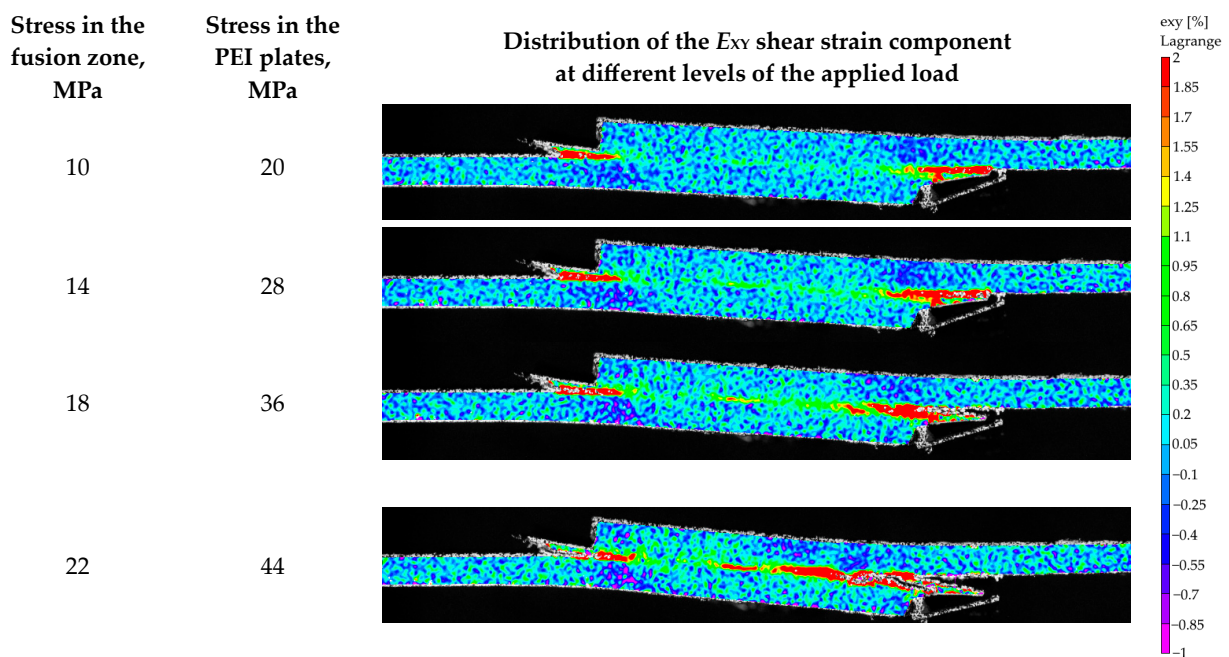 Stress in the
fusion zone,
MPa
Stress in the
PEI plates,
MPa
Distribution of the EXY shear strain component
at different levels of the applied load
10
20
14
28
18
36
22
44
exy [%]
Lagrange
2
1.85
1.7
1.55
1.4
1.25
1.1
0.95
0.8
0.65
0.5
0.35
0.2
0.05
−0.1
−0.25
−0.4
−0.55
−0.7
−0.85
−1